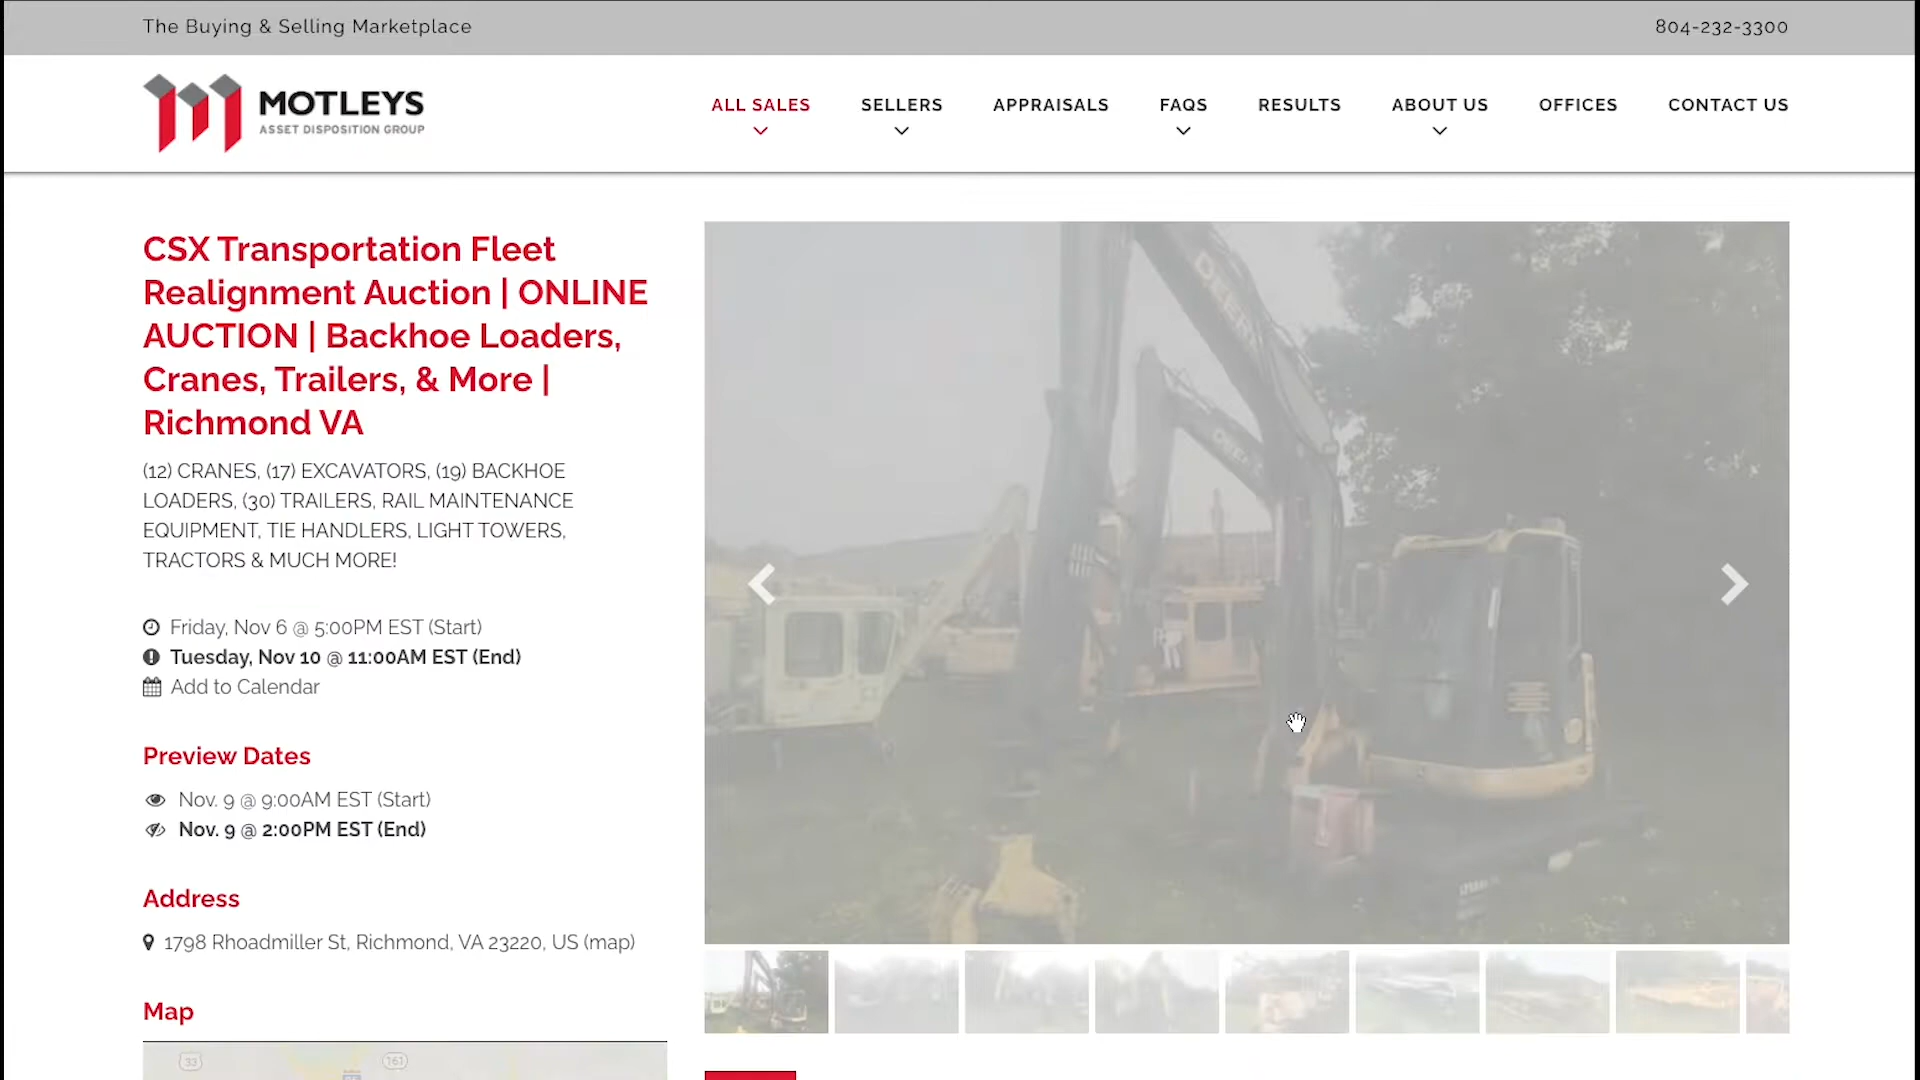 The Buying & Selling Marketplace
804-232-3300
MOTLEYS
ASSET DISPOSITION GROUP
ALL SALES
SELLERS
APPRAISALS
FAQS
RESULTS
ABOUT US
OFFICES
CONTACT US
CSX Transportation Fleet
Realignment Auction | ONLINE
AUCTION | Backhoe Loaders,
Cranes, Trailers, & More |
Richmond VA
(12) CRANES, (17) EXCAVATORS, (19) BACKHOE
LOADERS, (30) TRAILERS, RAIL MAINTENANCE
EQUIPMENT, TIE HANDLERS, LIGHT TOWERS,
TRACTORS & MUCH MORE!
Friday, Nov 6 @ 5:00PM EST (Start)
Tuesday, Nov 10 @ 11:00AM EST (End)
Add to Calendar
Preview Dates
Nov. 9 @ 9:00AM EST (Start)
Nov. 9 @ 2:00PM EST (End)
Address
1798 Rhoadmiller St, Richmond, VA 23220, US (map)
Map
33
161
DEERE